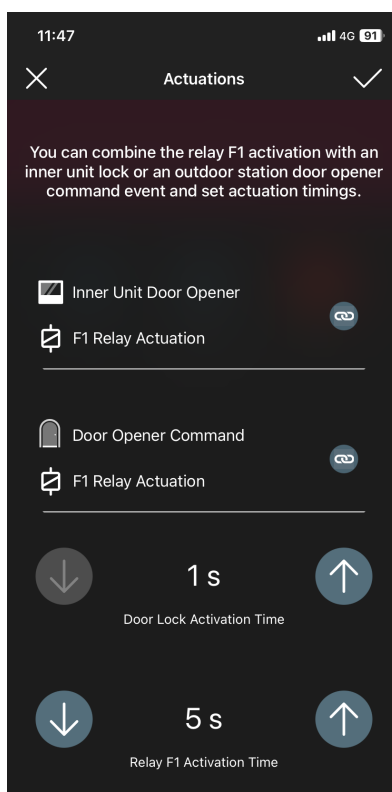 11:47
4G 91
Actuations
You can combine the relay F1 activation with an
inner unit lock or an outdoor station door opener
command event and set actuation timings.
Inner Unit Door Opener
F1 Relay Actuation
Door Opener Command
F1 Relay Actuation
1 s
Door Lock Activation Time
5 s
Relay F1 Activation Time